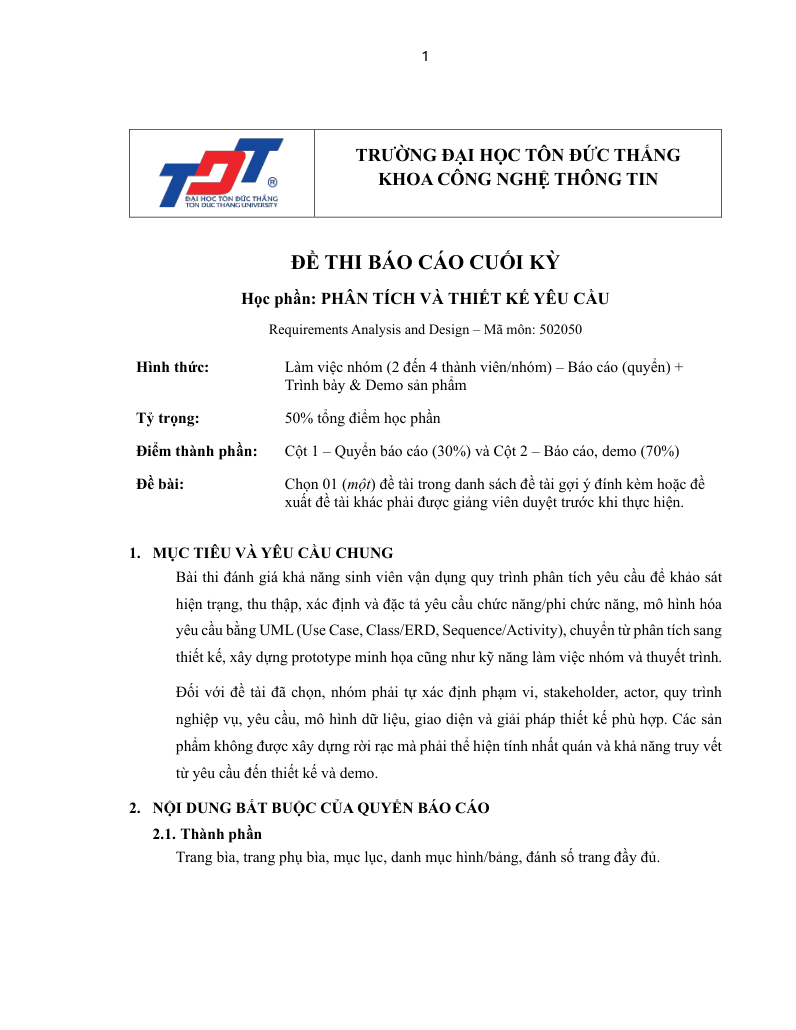 1
TDT
®
ĐẠI HỌC TÔN ĐỨC THẮNG
TON DUC THANG UNIVERSITY
TRƯỜNG ĐẠI HỌC TÔN ĐỨC THẮNG
KHOA CÔNG NGHỆ THÔNG TIN
ĐỀ THI BÁO CÁO CUỐI KỲ
Học phần: PHÂN TÍCH VÀ THIẾT KẾ YÊU CẦU
Requirements Analysis and Design – Mã môn: 502050
Hình thức: Làm việc nhóm (2 đến 4 thành viên/nhóm) – Báo cáo (quyển) +
Trình bày & Demo sản phẩm
Tỷ trọng: 50% tổng điểm học phần
Điểm thành phần: Cột 1 – Quyển báo cáo (30%) và Cột 2 – Báo cáo, demo (70%)
Đề bài: Chọn 01 (một) đề tài trong danh sách đề tài gợi ý đính kèm hoặc đề
xuất đề tài khác phải được giảng viên duyệt trước khi thực hiện.
1. MỤC TIÊU VÀ YÊU CẦU CHUNG
Bài thi đánh giá khả năng sinh viên vận dụng quy trình phân tích yêu cầu để khảo sát
hiện trạng, thu thập, xác định và đặc tả yêu cầu chức năng/phi chức năng, mô hình hóa
yêu cầu bằng UML (Use Case, Class/ERD, Sequence/Activity), chuyển từ phân tích sang
thiết kế, xây dựng prototype minh họa cũng như kỹ năng làm việc nhóm và thuyết trình.
Đối với đề tài đã chọn, nhóm phải tự xác định phạm vi, stakeholder, actor, quy trình
nghiệp vụ, yêu cầu, mô hình dữ liệu, giao diện và giải pháp thiết kế phù hợp. Các sản
phẩm không được xây dựng rời rạc mà phải thể hiện tính nhất quán và khả năng truy vết
từ yêu cầu đến thiết kế và demo.
2. NỘI DUNG BẮT BUỘC CỦA QUYỂN BÁO CÁO
2.1. Thành phần
Trang bìa, trang phụ bìa, mục lục, danh mục hình/bảng, đánh số trang đầy đủ.